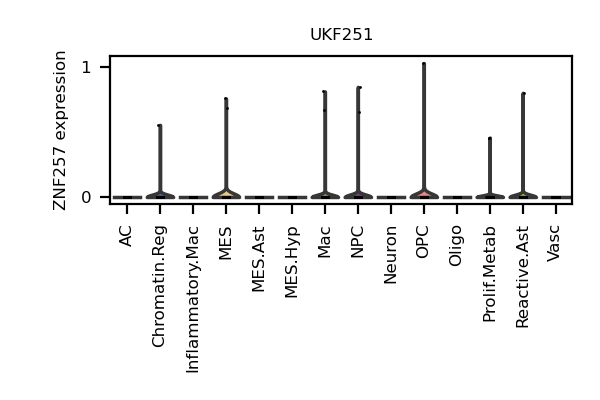 UKF251
ZNF257 expression
1
0
AC
Chromatin.Reg
Inflammatory.Mac
MES
MES.Ast
MES.Hyp
Mac
NPC
Neuron
OPC
Oligo
Prolif.Metab
Reactive.Ast
Vasc